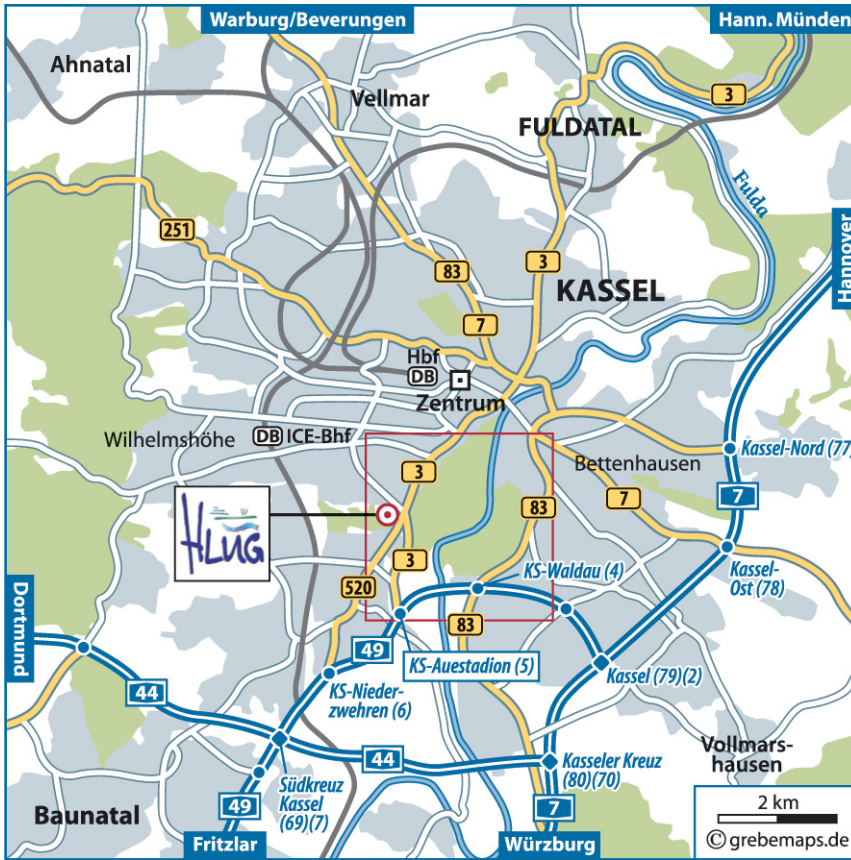 Warburg/Beverungen
Hann. Münden
Ahnatal
Vellmar
3
FULDATAL
Fulda
251
Hannover
83
3
KASSEL
7
Hbf
DB
Zentrum
Wilhelmshöhe
DB ICE-Bhf
Kassel-Nord (77)
3
Bettenhausen
7
7
83
HLUG
3
Kassel-
Ost (78)
KS-Waldau (4)
520
Dortmund
83
49
KS-Auestadion (5)
Kassel (79)(2)
44
KS-Nieder-
zwehren (6)
Vollmars-
hausen
44
Kasseler Kreuz
(80)(70)
Südkreuz
Kassel
(69)(7)
49
7
2 km
Baunatal
Fritzlar
Würzburg
© grebemaps.de